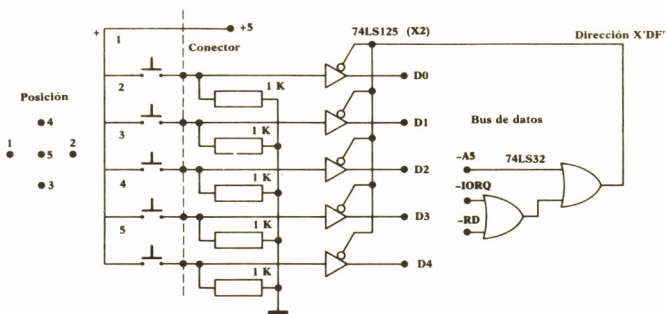 +
1
+5
Conector
74LS125 (X2)
Dirección X'DF'
2
1 K
D0
Posición
4
1
5
2
3
3
1 K
D1
Bus de datos
4
1 K
D2
-A5
74LS32
-IORQ
5
1 K
D3
-RD
1 K
D4